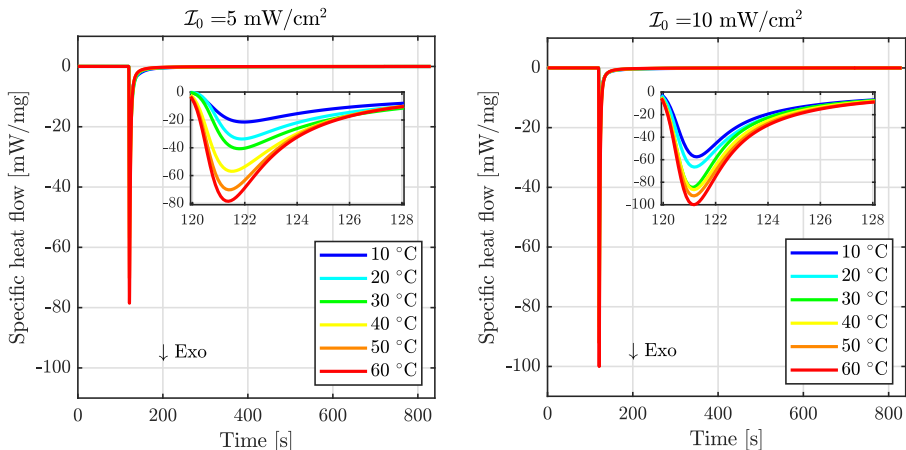 I₀ =5 mW/cm²
Specific heat flow [mW/mg]
0
-20
-40
-60
-80
-100
0
-20
-40
-60
-80
120
122
124
126
128
10 °C
20 °C
30 °C
40 °C
50 °C
60 °C
↓ Exo
0
200
400
600
800
Time [s]
I₀ =10 mW/cm²
Specific heat flow [mW/mg]
0
-20
-40
-60
-80
-100
0
-20
-40
-60
-80
-100
120
122
124
126
128
10 °C
20 °C
30 °C
40 °C
50 °C
60 °C
↓ Exo
0
200
400
600
800
Time [s]